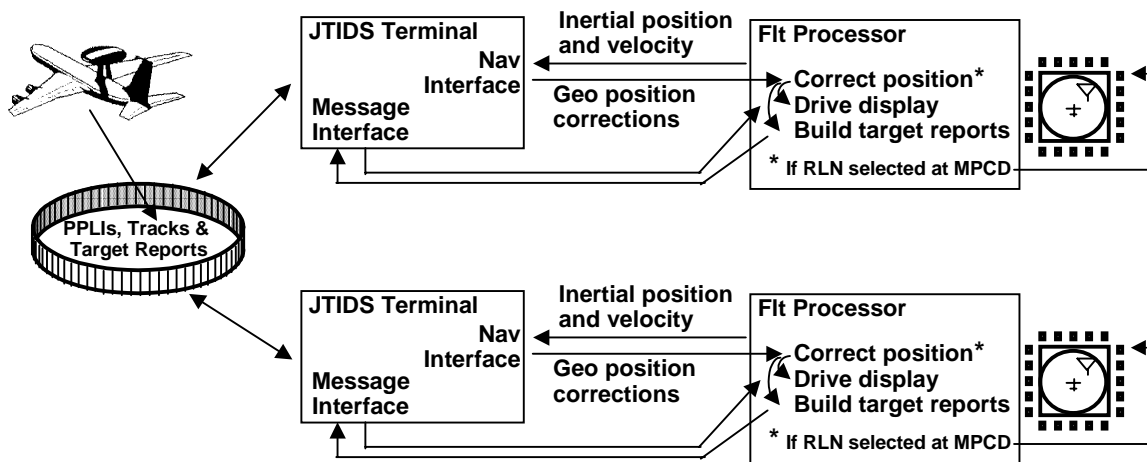 JTIDS Terminal
Nav
Interface
Message
Interface
Inertial position
and velocity
Geo position
corrections
Flt Processor
Correct position*
Drive display
Build target reports
* If RLN selected at MPCD
PPLIs, Tracks &
Target Reports
JTIDS Terminal
Nav
Interface
Message
Interface
Inertial position
and velocity
Geo position
corrections
Flt Processor
Correct position*
Drive display
Build target reports
* If RLN selected at MPCD